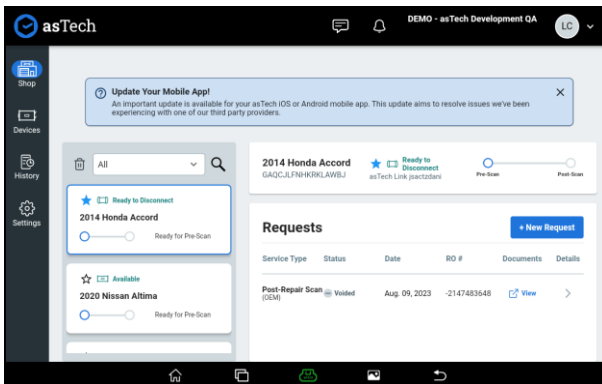 asTech
DEMO - asTech Development QA
LC
Shop
Devices
History
Settings
Update Your Mobile App!
An important update is available for your asTech iOS or Android mobile app. This update aims to resolve issues we've been
experiencing with one of our third party providers.
All
Ready to Disconnect
2014 Honda Accord
Ready for Pre-Scan
Available
2020 Nissan Altima
Ready for Pre-Scan
2014 Honda Accord
GAQCJLFNHKRKLAWBJ
Ready to
Disconnect
asTech Link jsactzdani
Pre-Scan
Post-Scan
Requests
+ New Request
Service Type Status Date RO # Documents Details
Post-Repair Scan
(OEM)
Voided
Aug. 09, 2023
-2147483648
View